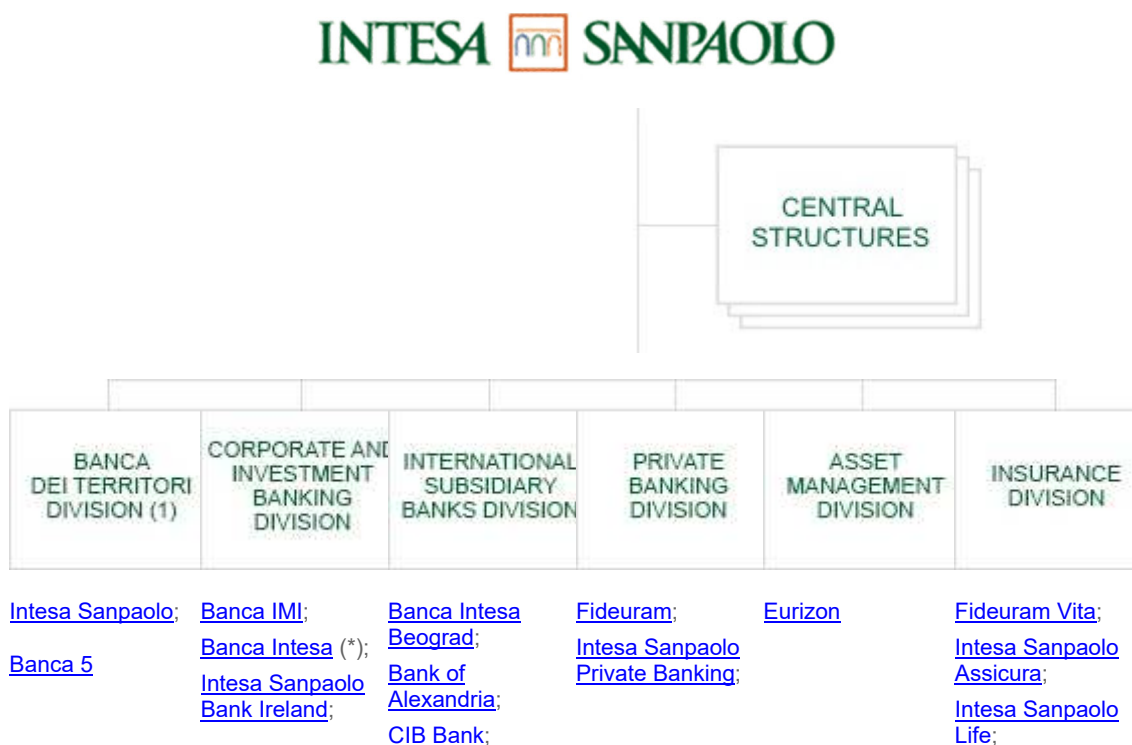 INTESA SANPAOLO
CENTRAL
STRUCTURES
BANCA
DEI TERRITORI
DIVISION (1)
CORPORATE AND
INVESTMENT
BANKING
DIVISION
INTERNATIONAL
SUBSIDIARY
BANKS DIVISION
PRIVATE
BANKING
DIVISION
ASSET
MANAGEMENT
DIVISION
INSURANCE
DIVISION
Intesa Sanpaolo;
Banca 5
Banca IMI;
Banca Intesa (*);
Intesa Sanpaolo
Bank Ireland;
Banca Intesa
Beograd;
Bank of
Alexandria;
CIB Bank;
Fideuram;
Intesa Sanpaolo
Private Banking;
Eurizon
Fideuram Vita;
Intesa Sanpaolo
Assicura;
Intesa Sanpaolo
Life;